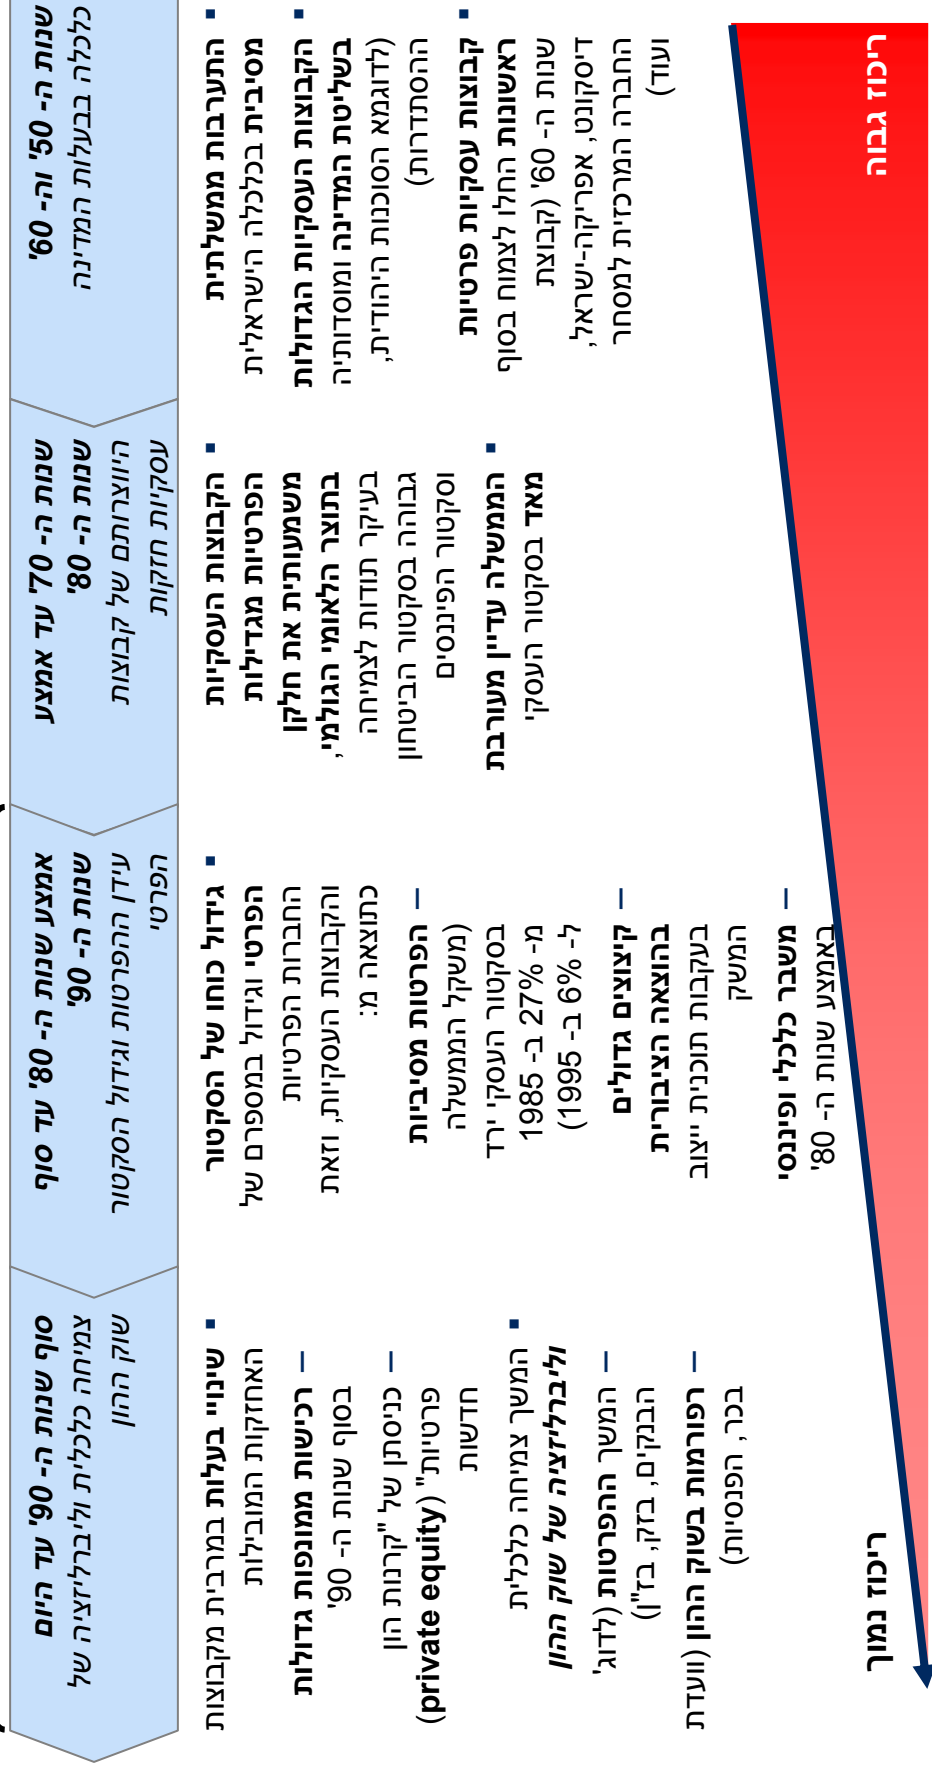 שנות ה- 50' וה- 60'
כלכלה בבעלות המדינה
▪ התערבות ממשלתית
מסיבית בכלכלה הישראלית
▪ הקבוצות העסקיות הגדולות
בשליטת המדינה ומוסדותיה
(לדוגמא הסוכנות היהודית,
ההסתדרות)
▪ קבוצות עסקיות פרטיות
ראשונות החלו לצמוח בסוף
שנות ה- 60' (קבוצת
דיסקונט, אפריקה-ישראל,
החברה המרכזית למסחר
ועוד)
שנות ה- 70' עד אמצע
שנות ה- 80'
היווצרותם של קבוצות
עסקיות חזקות
▪ הקבוצות העסקיות
הפרטיות מגדילות
משמעותית את חלקן
בתוצר הלאומי הגולמי,
בעיקר תודות לצמיחה
גבוהה בסקטור הביטחון
וסקטור הפיננסים
▪ הממשלה עדיין מעורבת
מאד בסקטור העסקי
אמצע שנות ה- 80' עד סוף
שנות ה- 90'
עידן ההפרטות וגידול הסקטור
הפרטי
▪ גידול כוחו של הסקטור
הפרטי וגידול במספרם של
החברות הפרטיות
והקבוצות העסקיות, וזאת
כתוצאה מ:
– הפרטות מסיביות
(משקל הממשלה
בסקטור העסקי ירד
מ- 27% ב- 1985
ל- 6% ב- 1995)
– קיצוצים גדולים
בהוצאה הציבורית
בעקבות תוכנית ייצוב
המשק
– משבר כלכלי ופיננסי
באמצע שנות ה- 80'
סוף שנות ה- 90' עד היום
צמיחה כלכלית וליברליזציה של
שוק ההון
▪ שינויי בעלות במרבית מקבוצות
האחזקות המובילות
– רכישות ממונפות גדולות
בסוף שנות ה- 90'
– כניסתן של "קרנות הון
פרטיות" (private equity)
חדשות
▪ המשך צמיחה כלכלית
וליברליזציה של שוק ההון
– המשך ההפרטות (לדוג'
הבנקים, בזק, בז"ן)
– רפורמות בשוק ההון (וועדת
בכר, הפנסיות)
ריכוז גבוה
ריכוז נמוך